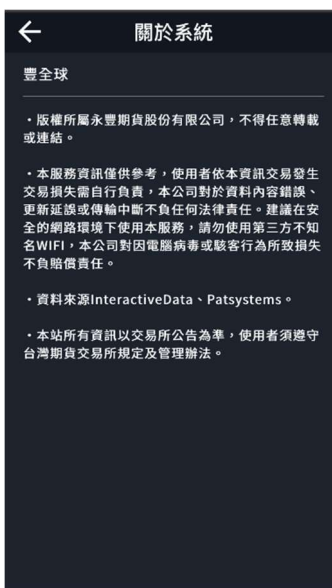 關於系統
豐全球
・版權所屬永豐期貨股份有限公司，不得任意轉載
或連結。
・本服務資訊僅供參考，使用者依本資訊交易發生
交易損失需自行負責，本公司對於資料內容錯誤、
更新延誤或傳輸中斷不負任何法律責任。建議在安
全的網路環境下使用本服務，請勿使用第三方不知
名WIFI，本公司對因電腦病毒或駭客行為所致損失
不負賠償責任。
・資料來源InteractiveData、Patsystems。
・本站所有資訊以交易所公告為準，使用者須遵守
台灣期貨交易所規定及管理辦法。